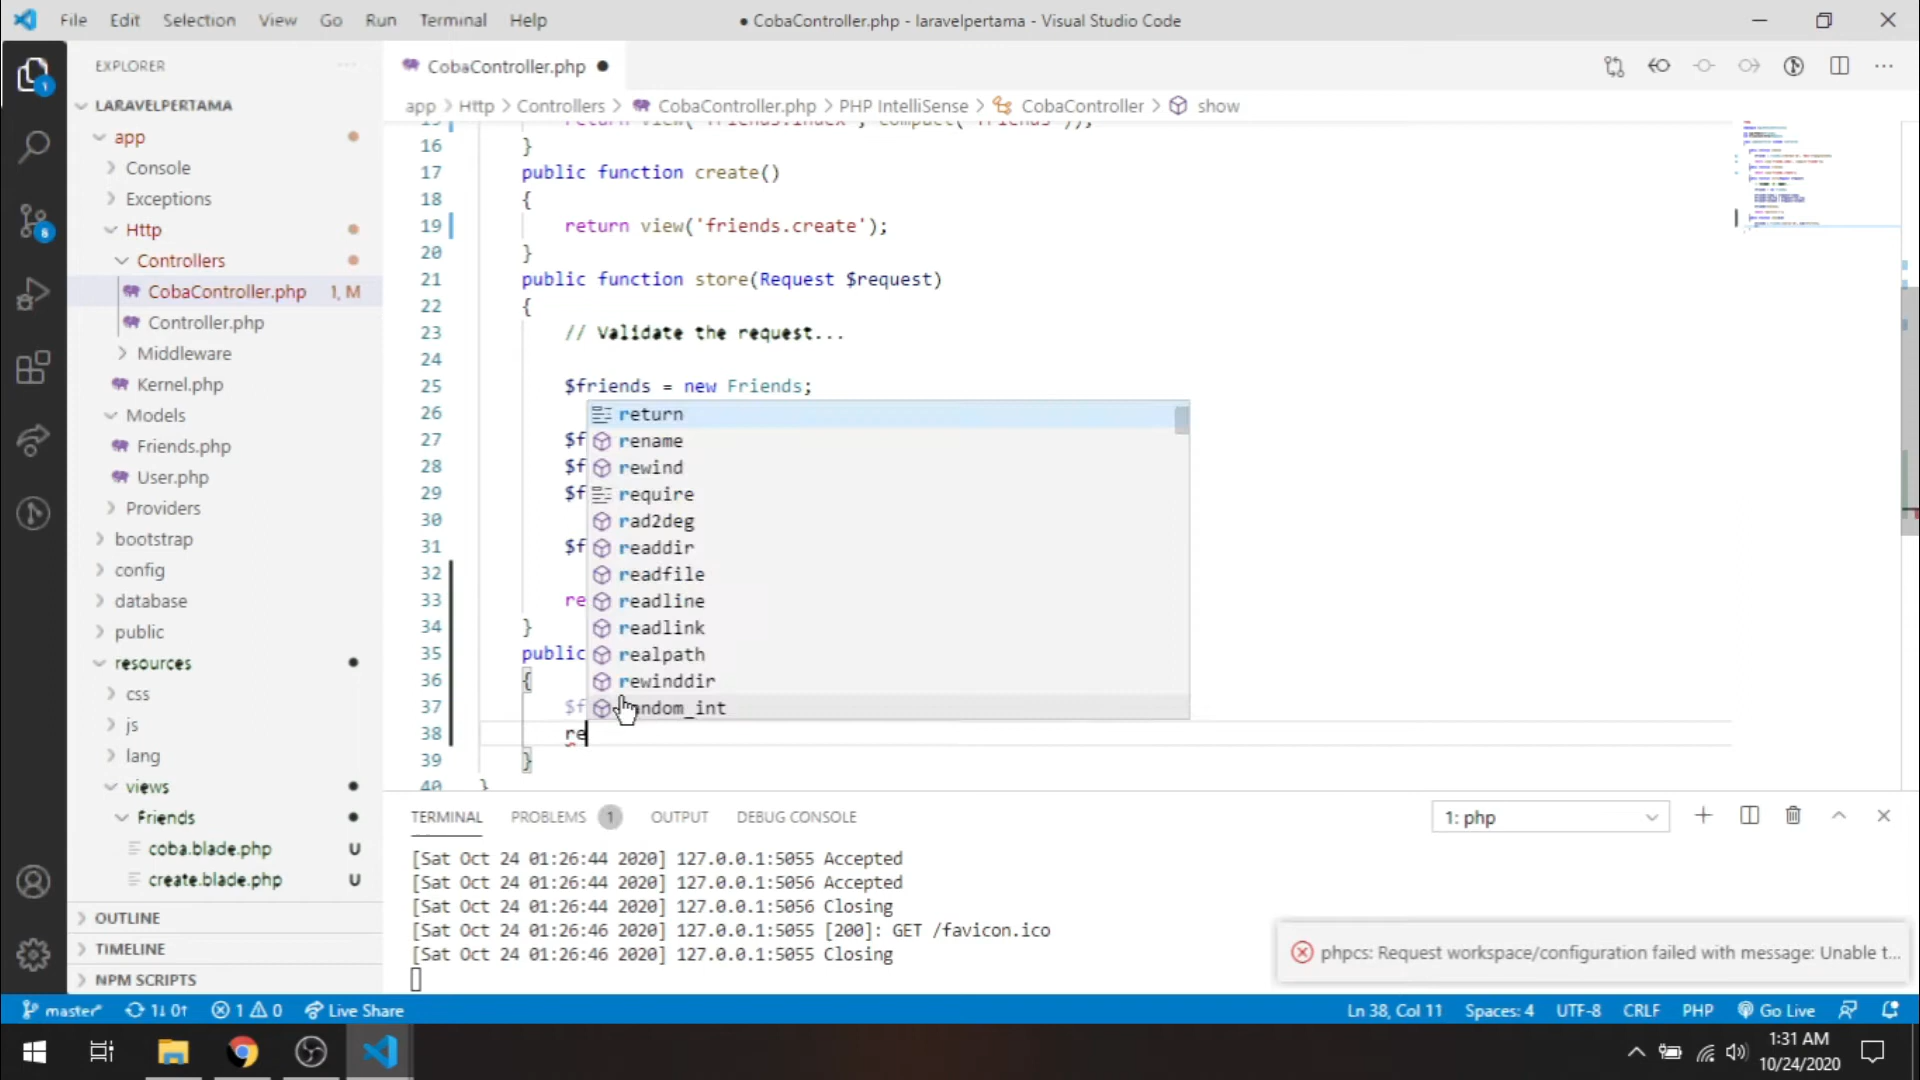 File Edit Selection View Go Run Terminal Help
● CobaController.php - laravelpertama - Visual Studio Code
EXPLORER
LARAVELPERTAMA
app
Console
Exceptions
Http
Controllers
CobaController.php 1, M
Controller.php
Middleware
Kernel.php
Models
Friends.php
User.php
Providers
bootstrap
config
database
public
resources
css
js
lang
views
Friends
coba.blade.php U
create.blade.php U
OUTLINE
TIMELINE
NPM SCRIPTS
1
8
CobaController.php ●
app > Http > Controllers > CobaController.php > PHP IntelliSense > CobaController > show
15 return view('friends.index', compact('friends'));
16 }
17 public function create()
18 {
19 return view('friends.create');
20 }
21 public function store(Request $request)
22 {
23 // Validate the request...
24
25 $friends = new Friends;
26
27 $f
28 $f
29 $f
30
31 $f
32
33 re
34 }
35 public
36 {
37 $f
38 re
39 }
40 }
return
rename
rewind
require
rad2deg
readdir
readfile
readline
readlink
realpath
rewinddir
random_int
TERMINAL PROBLEMS 1 OUTPUT DEBUG CONSOLE
1: php
[Sat Oct 24 01:26:44 2020] 127.0.0.1:5055 Accepted
[Sat Oct 24 01:26:44 2020] 127.0.0.1:5056 Accepted
[Sat Oct 24 01:26:44 2020] 127.0.0.1:5056 Closing
[Sat Oct 24 01:26:46 2020] 127.0.0.1:5055 [200]: GET /favicon.ico
[Sat Oct 24 01:26:46 2020] 127.0.0.1:5055 Closing
phpcs: Request workspace/configuration failed with message: Unable t...
master* 1↓ 0↑ 1 0 Live Share
Ln 38, Col 11 Spaces: 4 UTF-8 CRLF PHP Go Live
1:31 AM
10/24/2020